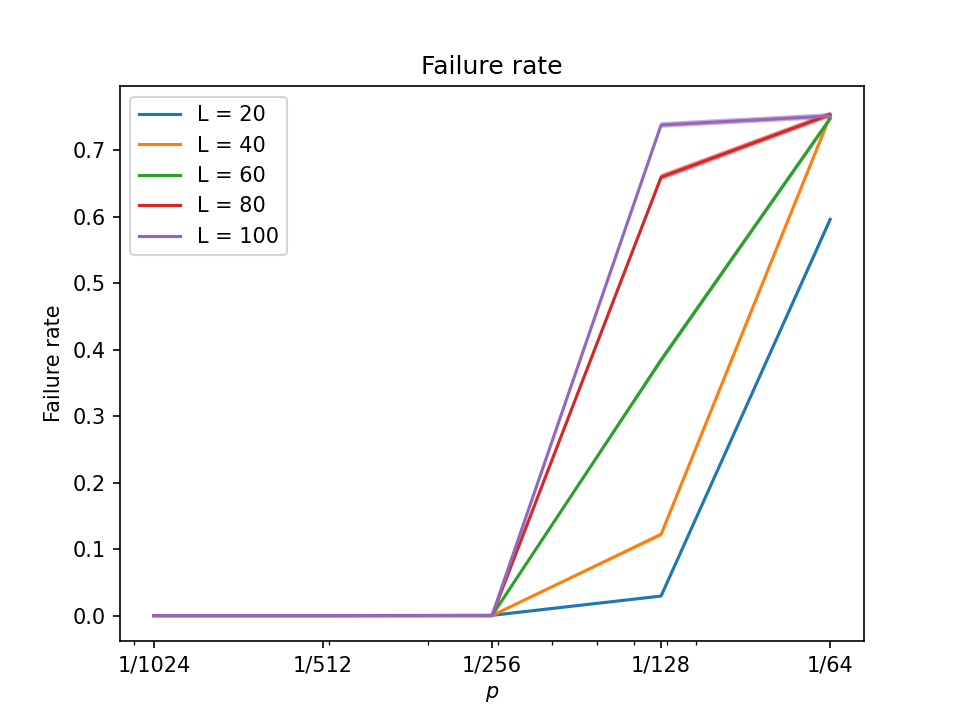 Failure rate
L = 20
L = 40
L = 60
L = 80
L = 100
Failure rate
0.7
0.6
0.5
0.4
0.3
0.2
0.1
0.0
1/1024 1/512 1/256 1/128 1/64
p